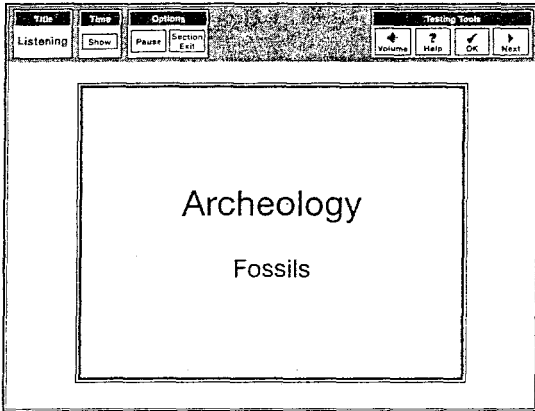 Title Time Options Testing Tools
Listening Show Pause Section Exit Volume Help OK Next
Archeology
Fossils